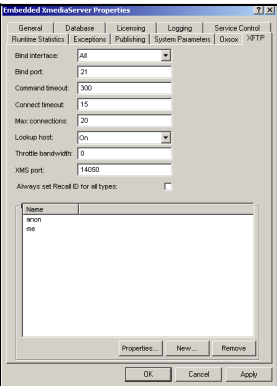 Embedded XmediaServer Properties
General Database Licensing Logging Service Control
Runtime Statistics Exceptions Publishing System Parameters Oxsox XFTP
Bind interface: All
Bind port: 21
Command timeout: 300
Connect timeout: 15
Max connections: 20
Lookup host: On
Throttle bandwidth: 0
XMS port: 14050
Always set Recall ID for all types:
Name
anon
me
Properties... New... Remove
OK Cancel Apply